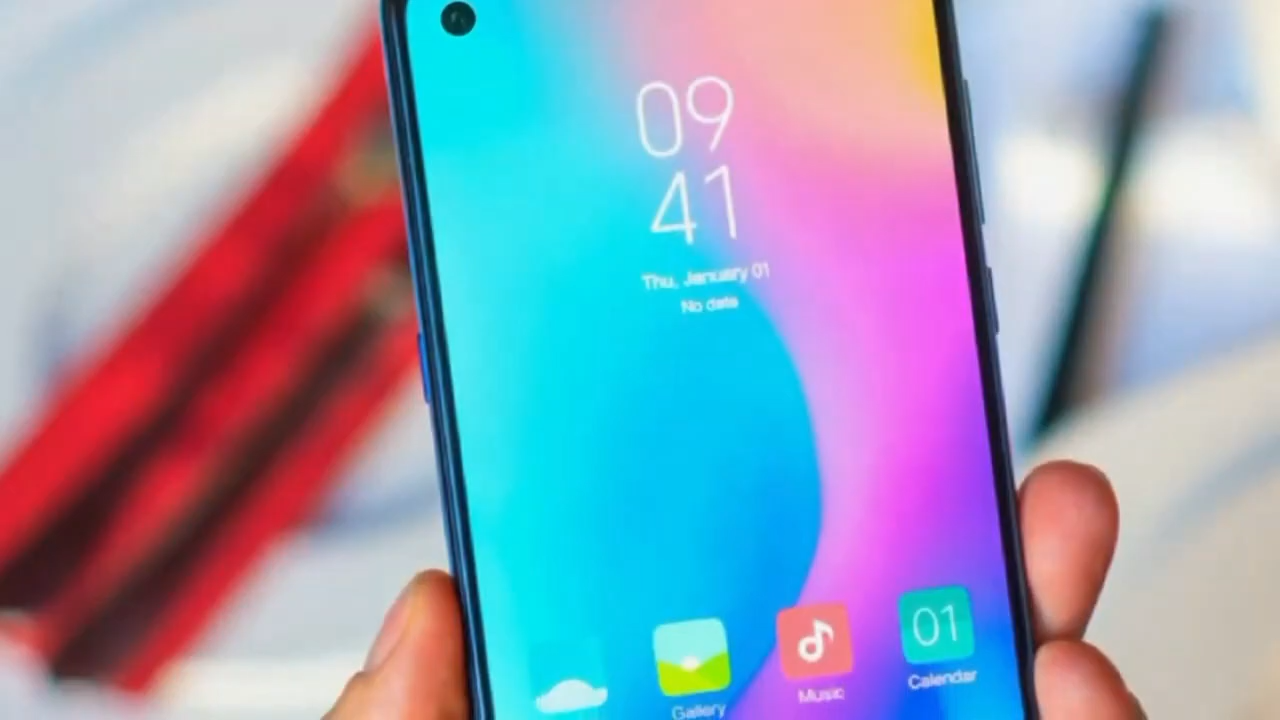 09
41
Thu, January 01
No data
Gallery
Music
01
Calendar